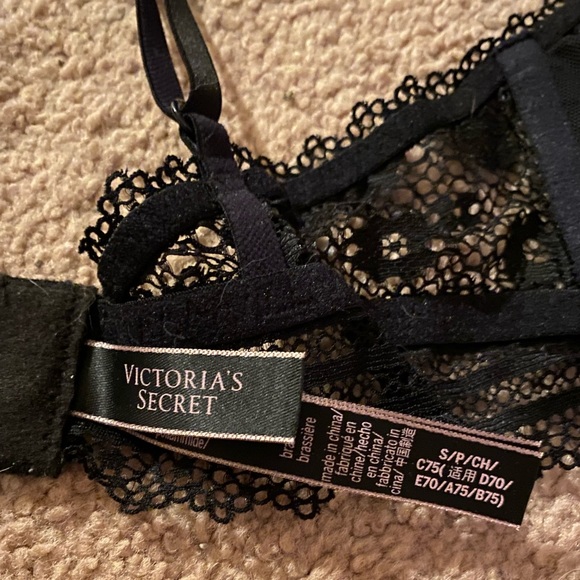 VICTORIA'S
SECRET
brassière
made in china/
fabriqué en
chine/hecho
en china/
fabbricato in
cina/中国制造
S/P/CH/
C75(适用 D70/
E70/A75/B75)